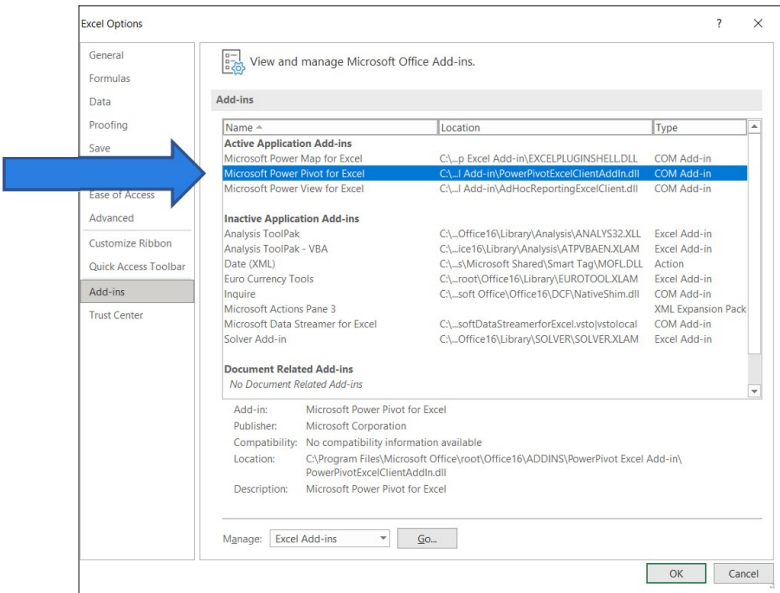 Excel Options ? ×
General
Formulas
Data
Proofing
Save
Ease of Access
Advanced
Customize Ribbon
Quick Access Toolbar
Add-ins
Trust Center
View and manage Microsoft Office Add-ins.
Add-ins
Name Location Type
Active Application Add-ins
Microsoft Power Map for Excel C:\...p Excel Add-in\EXCELPLUGINSHELL.DLL COM Add-in
Microsoft Power Pivot for Excel C:\...l Add-in\PowerPivotExcelClientAddIn.dll COM Add-in
Microsoft Power View for Excel C:\...l Add-in\AdHocReportingExcelClient.dll COM Add-in
Inactive Application Add-ins
Analysis ToolPak C:\...Office16\Library\Analysis\ANALYS32.XLL Excel Add-in
Analysis ToolPak - VBA C:\...ice16\Library\Analysis\ATPVBAEN.XLAM Excel Add-in
Date (XML) C:\...s\Microsoft Shared\Smart Tag\MOFL.DLL Action
Euro Currency Tools C:\...root\Office16\Library\EUROTOOL.XLAM Excel Add-in
Inquire C:\...soft Office\Office16\DCF\NativeShim.dll COM Add-in
Microsoft Actions Pane 3 XML Expansion Pack
Microsoft Data Streamer for Excel C:\...softDataStreamerforExcel.vsto|vstolocal COM Add-in
Solver Add-in C:\...Office16\Library\SOLVER\SOLVER.XLAM Excel Add-in
Document Related Add-ins
No Document Related Add-ins
Add-in: Microsoft Power Pivot for Excel
Publisher: Microsoft Corporation
Compatibility: No compatibility information available
Location: C:\Program Files\Microsoft Office\root\Office16\ADDINS\PowerPivot Excel Add-in\
PowerPivotExcelClientAddIn.dll
Description: Microsoft Power Pivot for Excel
Manage: Excel Add-ins Go...
OK Cancel